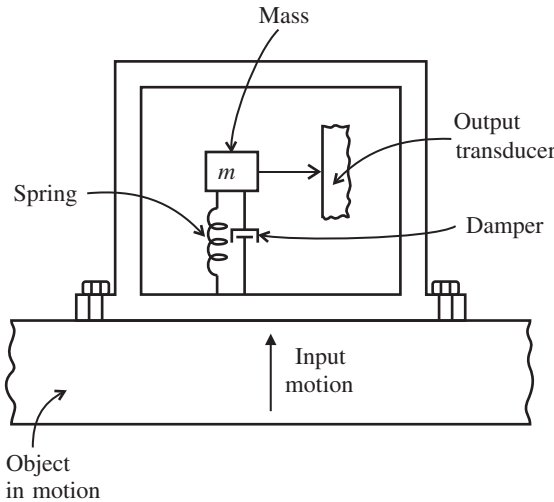 Mass
Output
transducer
m
Spring
Damper
Input
motion
Object
in motion